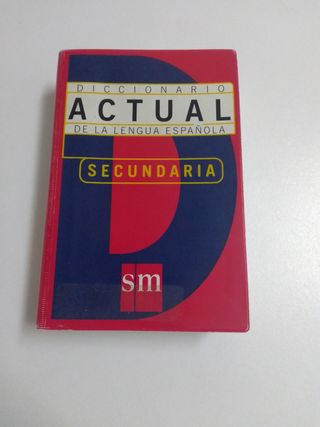 DICCIONARIO
ACTUAL
DE LA LENGUA ESPAÑOLA
SECUNDARIA
sm